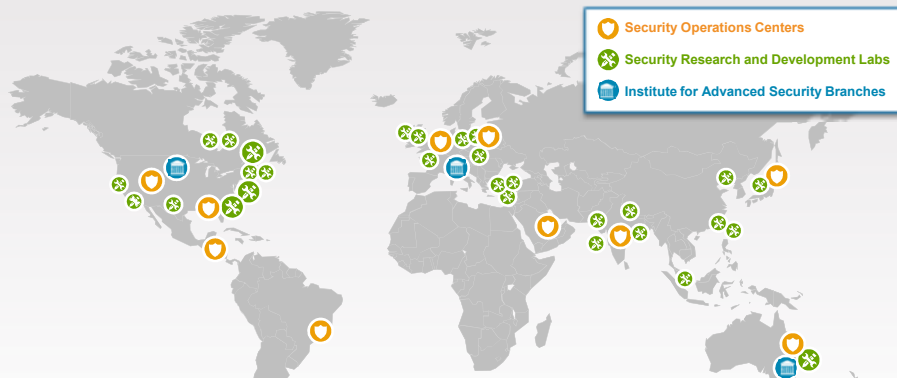 Security Operations Centers
Security Research and Development Labs
Institute for Advanced Security Branches